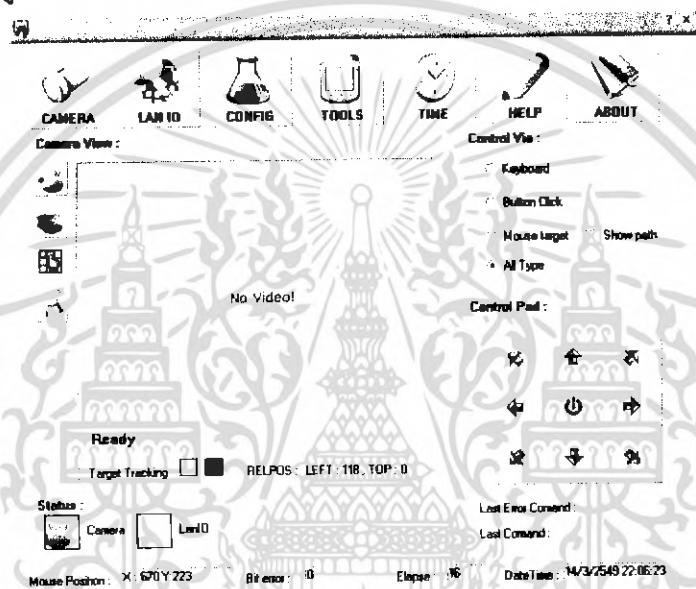 ? ×
CAMERA LAN IO CONFIG TOOLS TIME HELP ABOUT
Camera View :
Control Via :
Keyboard
Button Click
Mouse target Show path
All Type
No Video!
Control Pad :
Ready
Target Tracking RELPOS : LEFT : 118 , TOP : 0
Status :
Camera LanIO
Last Error Comand :
Last Comand :
Mouse Position : X : 670 Y:223 Bit error : 0 Elapse : 16 DateTime : 14/3/2549 22:06:23